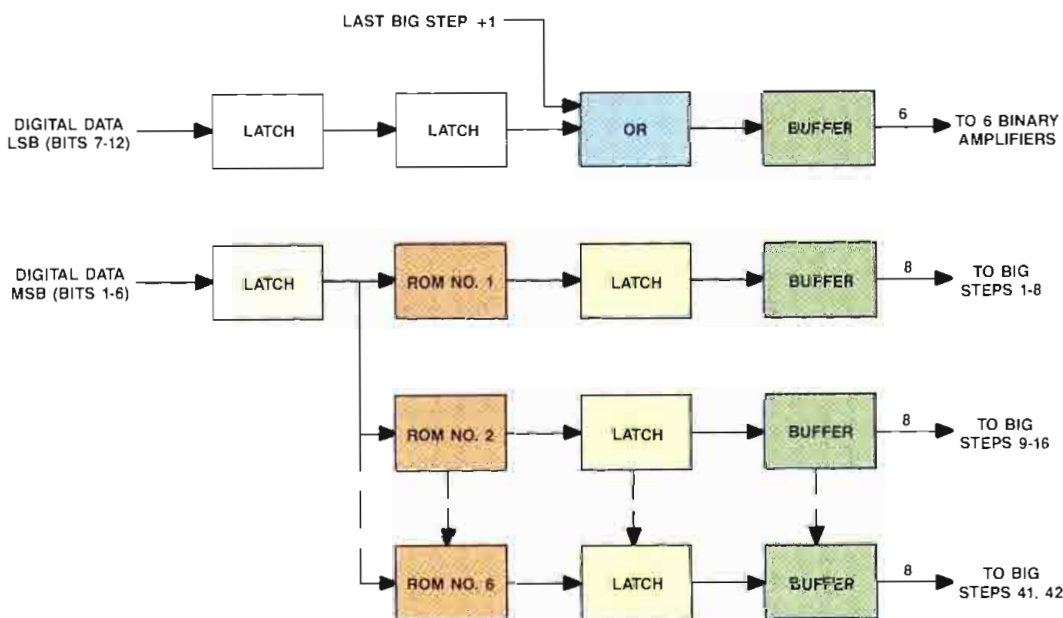 LAST BIG STEP +1
DIGITAL DATA
LSB (BITS 7-12)
LATCH
LATCH
OR
BUFFER
6
TO 6 BINARY
AMPLIFIERS
DIGITAL DATA
MSB (BITS 1-6)
LATCH
ROM NO. 1
LATCH
BUFFER
8
TO BIG
STEPS 1-8
ROM NO. 2
LATCH
BUFFER
8
TO BIG
STEPS 9-16
ROM NO. 6
LATCH
BUFFER
8
TO BIG
STEPS 41, 42